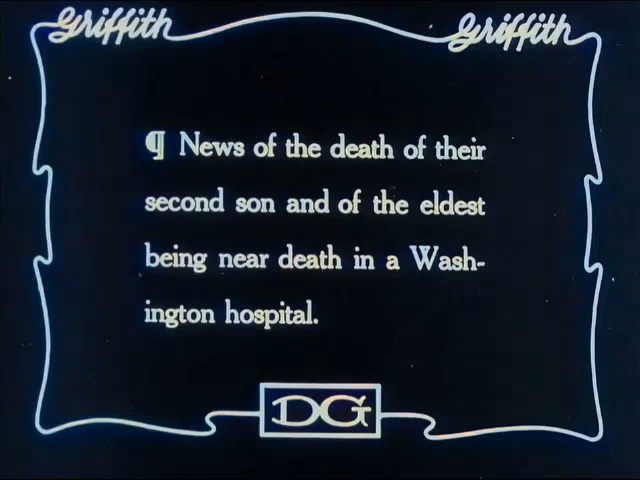 Griffith Griffith
¶ News of the death of their
second son and of the eldest
being near death in a Wash-
ington hospital.
DG